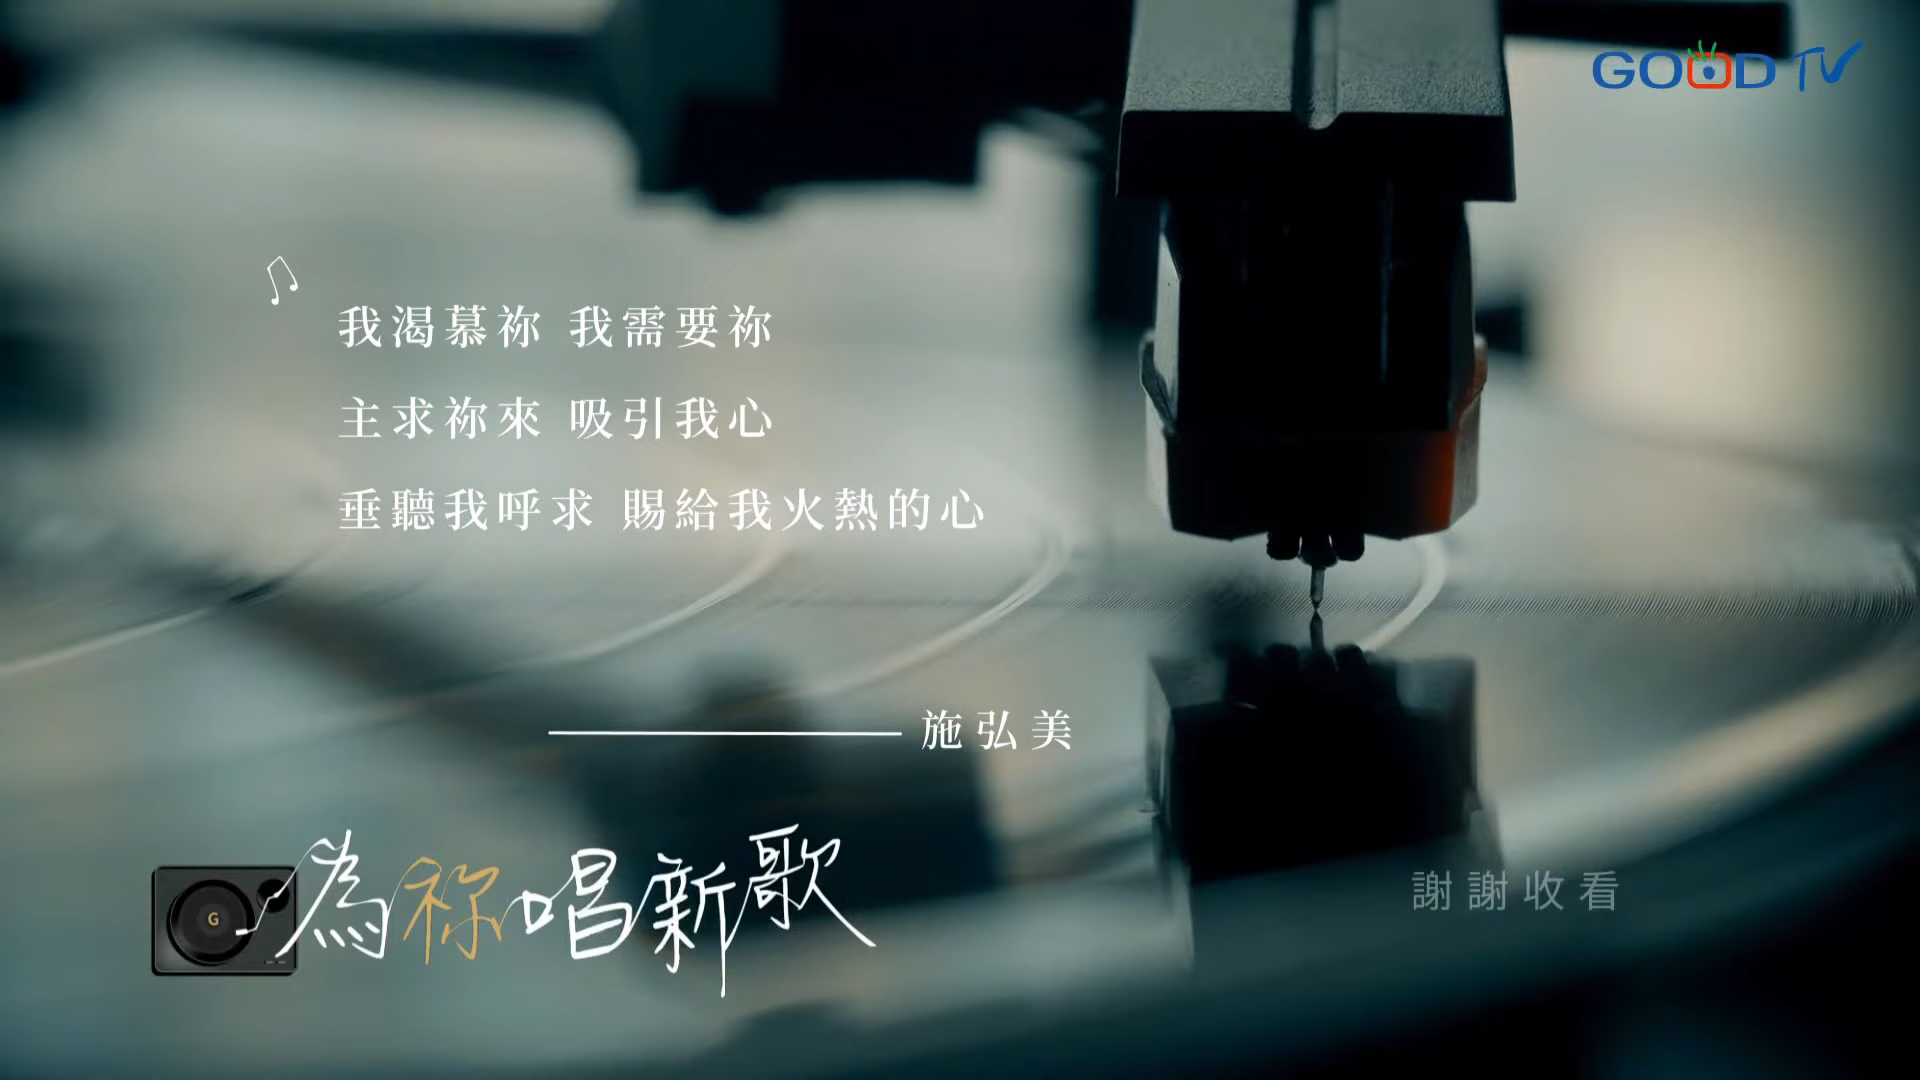 GOOD TV
我渴慕祢 我需要祢
主求祢來 吸引我心
垂聽我呼求 賜給我火熱的心
施弘美
G
為祢唱新歌
謝謝收看